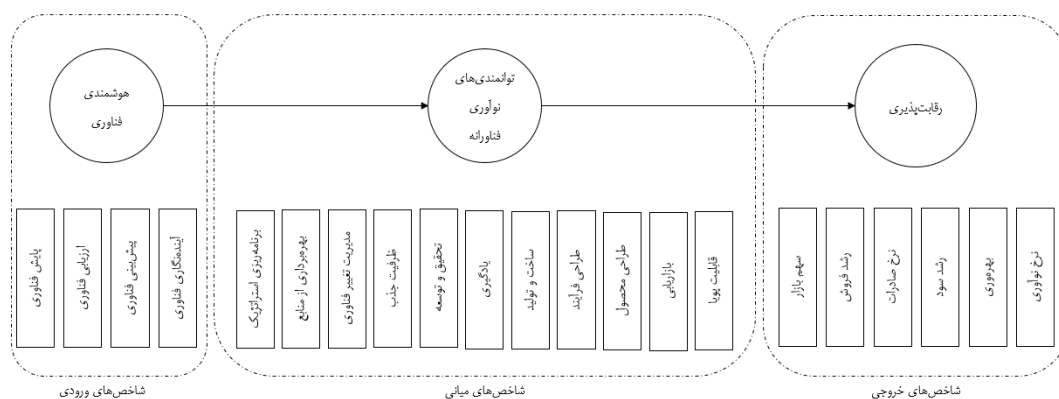 هوشمندی
فناوری
توانمندی‌های
نوآوری
فناورانه
رقابت‌پذیری
پایش فناوری
ارزیابی فناوری
پیش‌بینی فناوری
آینده‌نگاری فناوری
برنامه‌ریزی استراتژیک
بهره‌برداری از منابع
مدیریت تغییر فناوری
ظرفیت جذب
تحقیق و توسعه
یادگیری
ساخت و تولید
طراحی فرآیند
طراحی محصول
بازاریابی
قابلیت پویا
سهم بازار
رشد فروش
نرخ صادرات
رشد سود
بهره‌وری
نرخ نوآوری
شاخص‌های ورودی
شاخص‌های میانی
شاخص‌های خروجی